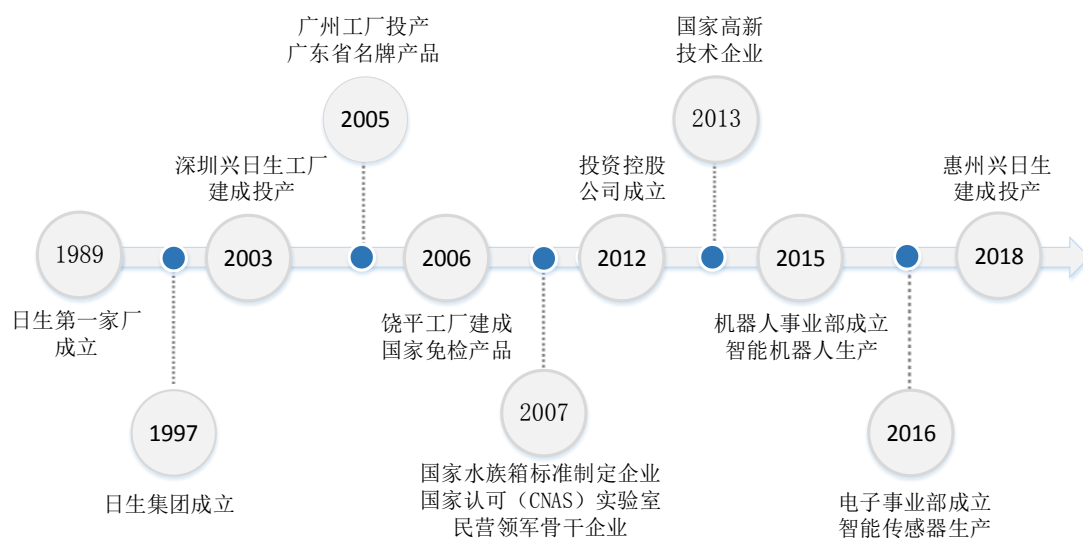 广州工厂投产
广东省名牌产品
2005
国家高新
技术企业
2013
深圳兴日生工厂
建成投产
投资控股
公司成立
惠州兴日生
建成投产
1989
2003
2006
2012
2015
2018
日生第一家厂
成立
饶平工厂建成
国家免检产品
机器人事业部成立
智能机器人生产
1997
日生集团成立
2007
国家水族箱标准制定企业
国家认可（CNAS）实验室
民营领军骨干企业
2016
电子事业部成立
智能传感器生产